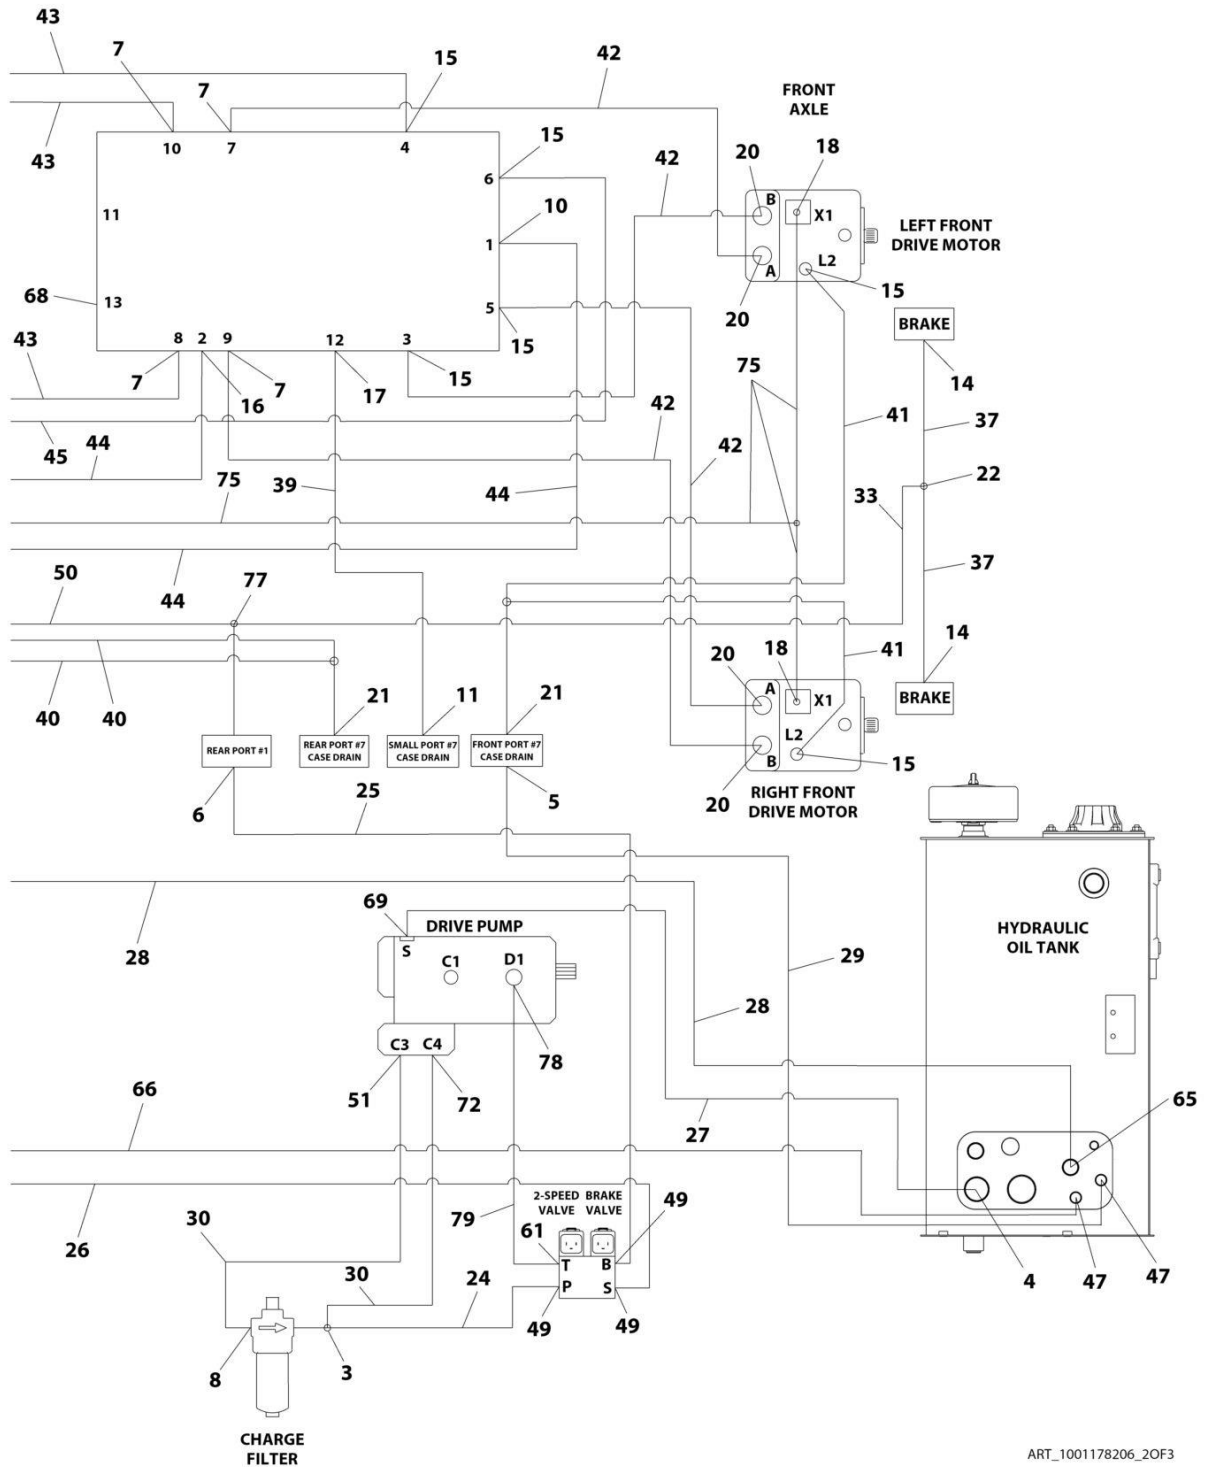 43
7
15
42
7
FRONT
AXLE
43
10
7
4
15
42
20
18
6
B
X1
11
10
LEFT FRONT
DRIVE MOTOR
1
L2
A
68
13
5
15
20
43
8
2
9
12
3
15
BRAKE
7
7
15
75
14
16
17
42
41
37
45
44
42
75
39
44
33
22
50
77
44
37
14
20
18
41
40
40
21
11
21
A
X1
BRAKE
L2
REAR PORT #1
REAR PORT #7
CASE DRAIN
SMALL PORT #7
CASE DRAIN
FRONT PORT #7
CASE DRAIN
B
15
20
RIGHT FRONT
DRIVE MOTOR
6
25
5
69
DRIVE PUMP
HYDRAULIC
OIL TANK
S
28
C1
D1
29
28
C3
C4
78
51
72
66
65
27
2-SPEED
VALVE
BRAKE
VALVE
49
30
79
61
26
T
B
30
24
P
S
4
47
47
49
49
8
3
CHARGE
FILTER
ART_1001178206_2OF3